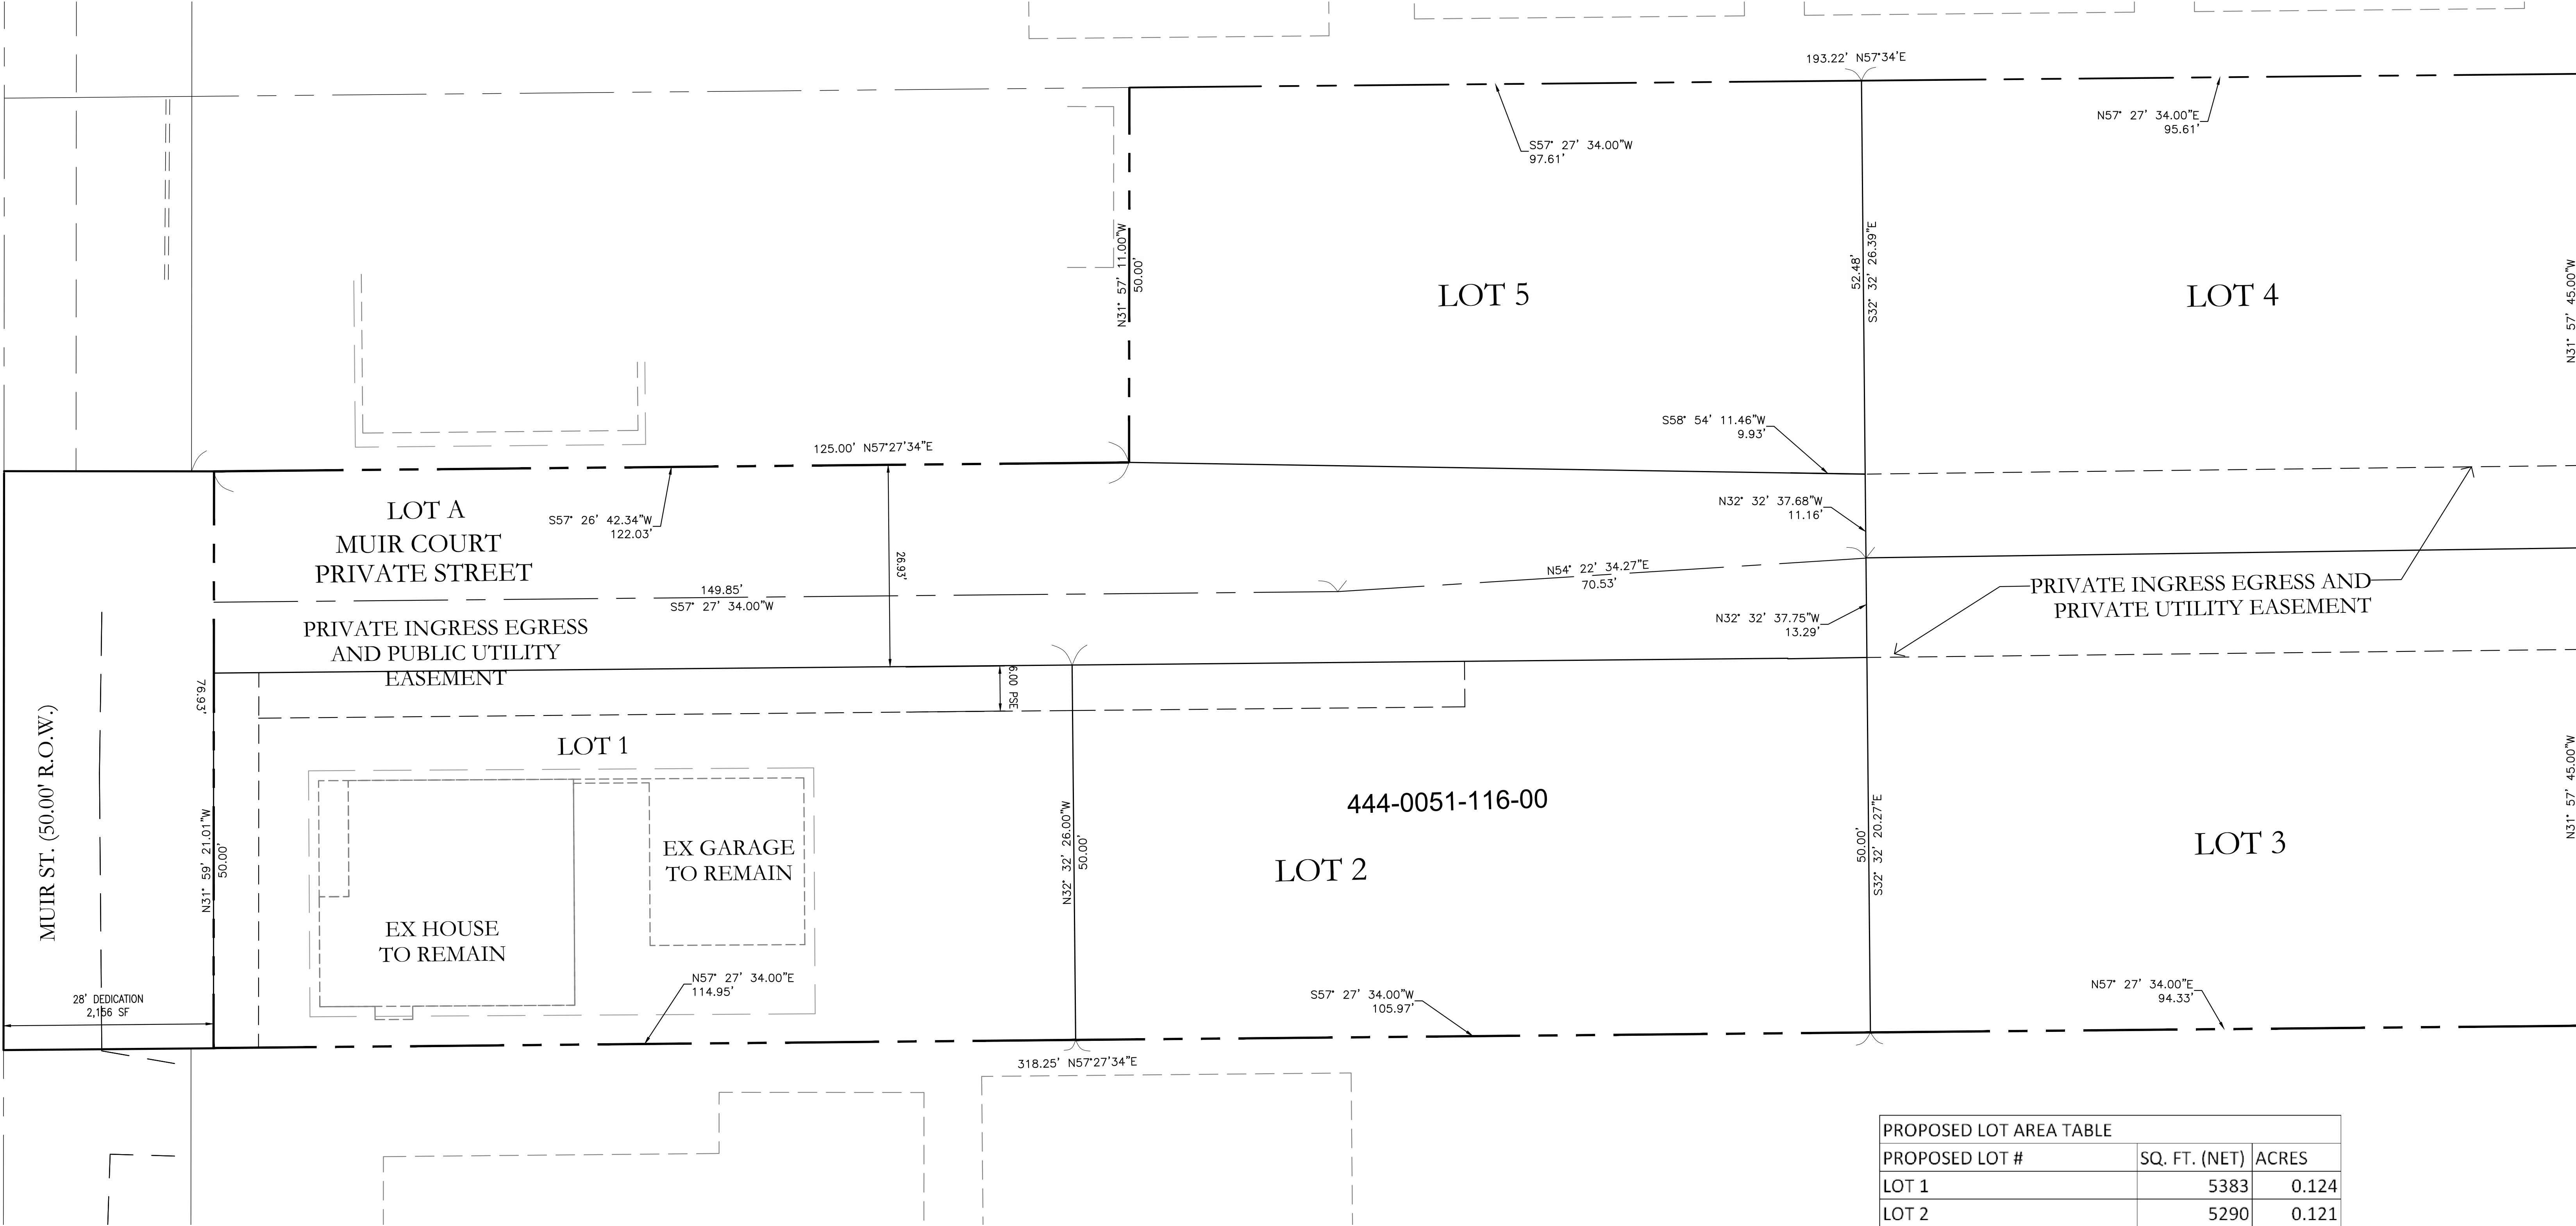 193.22' N57°34'E
N57° 27' 34.00"E
95.61'
S57° 27' 34.00"W
97.61'
N31° 57' 11.00"W
50.00'
LOT 5
52.48'
S32° 32' 26.39"E
LOT 4
N31° 57' 45.00"W
S58° 54' 11.46"W
9.93'
125.00' N57°27'34"E
LOT A
MUIR COURT
PRIVATE STREET
S57° 26' 42.34"W
122.03'
26.93'
N32° 32' 37.68"W
11.16'
149.85'
S57° 27' 34.00"W
N54° 22' 34.27"E
70.53'
PRIVATE INGRESS EGRESS AND
PRIVATE UTILITY EASEMENT
N32° 32' 37.75"W
13.29'
PRIVATE INGRESS EGRESS
AND PUBLIC UTILITY
EASEMENT
76.93'
6.00 PSE
MUIR ST. (50.00' R.O.W.)
LOT 1
N31° 59' 21.01"W
50.00'
EX GARAGE
TO REMAIN
EX HOUSE
TO REMAIN
N32° 32' 26.00"W
50.00'
444-0051-116-00
LOT 2
50.00'
S32° 32' 20.27"E
LOT 3
N31° 57' 45.00"W
28' DEDICATION
2,156 SF
N57° 27' 34.00"E
114.95'
S57° 27' 34.00"W
105.97'
N57° 27' 34.00"E
94.33'
318.25' N57°27'34"E
PROPOSED LOT AREA TABLE
PROPOSED LOT # SQ. FT. (NET) ACRES
LOT 1 5383 0.124
LOT 2 5290 0.121